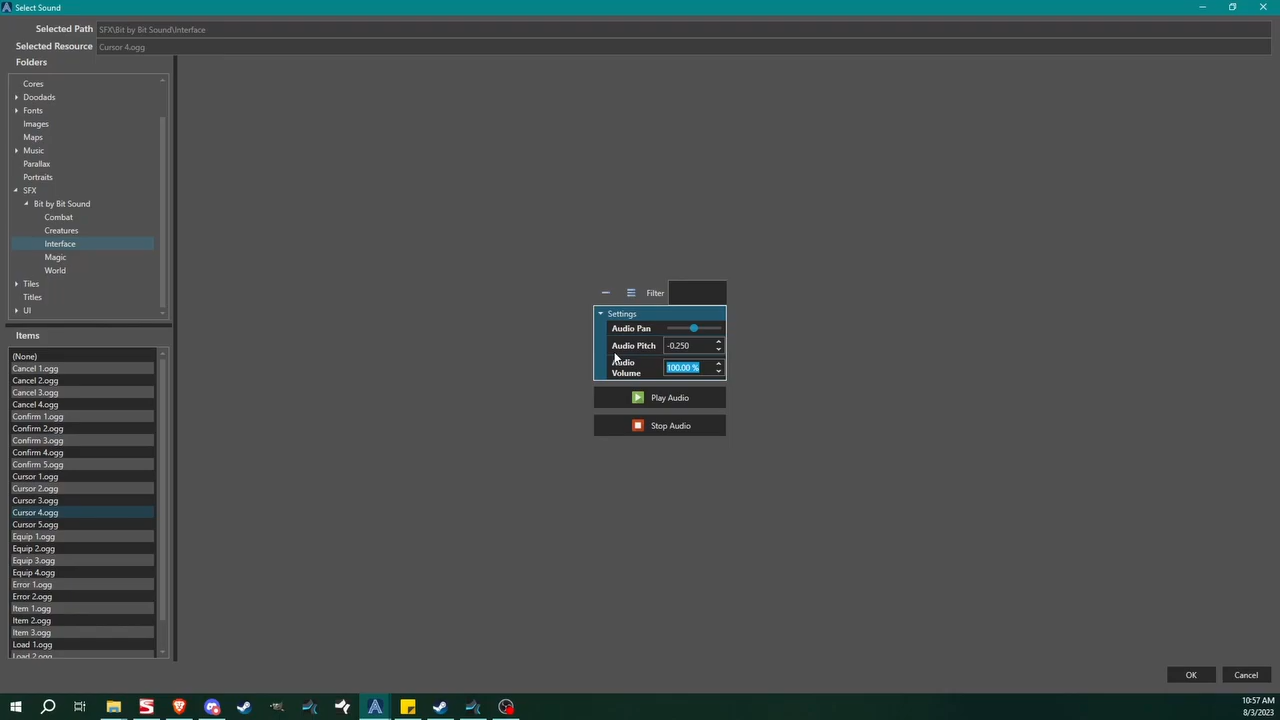 Select Sound
Selected Path SFX\Bit by Bit Sound\Interface
Selected Resource Cursor 4.ogg
Folders
Cores
Doodads
Fonts
Images
Maps
Music
Parallax
Portraits
SFX
Bit by Bit Sound
Combat
Creatures
Interface
Magic
World
Tiles
Titles
UI
Items
(None)
Cancel 1.ogg
Cancel 2.ogg
Cancel 3.ogg
Cancel 4.ogg
Confirm 1.ogg
Confirm 2.ogg
Confirm 3.ogg
Confirm 4.ogg
Confirm 5.ogg
Cursor 1.ogg
Cursor 2.ogg
Cursor 3.ogg
Cursor 4.ogg
Cursor 5.ogg
Equip 1.ogg
Equip 2.ogg
Equip 3.ogg
Equip 4.ogg
Error 1.ogg
Error 2.ogg
Item 1.ogg
Item 2.ogg
Item 3.ogg
Load 1.ogg
Load 2.ogg
Filter
Settings
Audio Pan
Audio Pitch -0.250
Audio
Volume 100.00 %
Play Audio
Stop Audio
OK Cancel
10:57 AM
8/3/2023